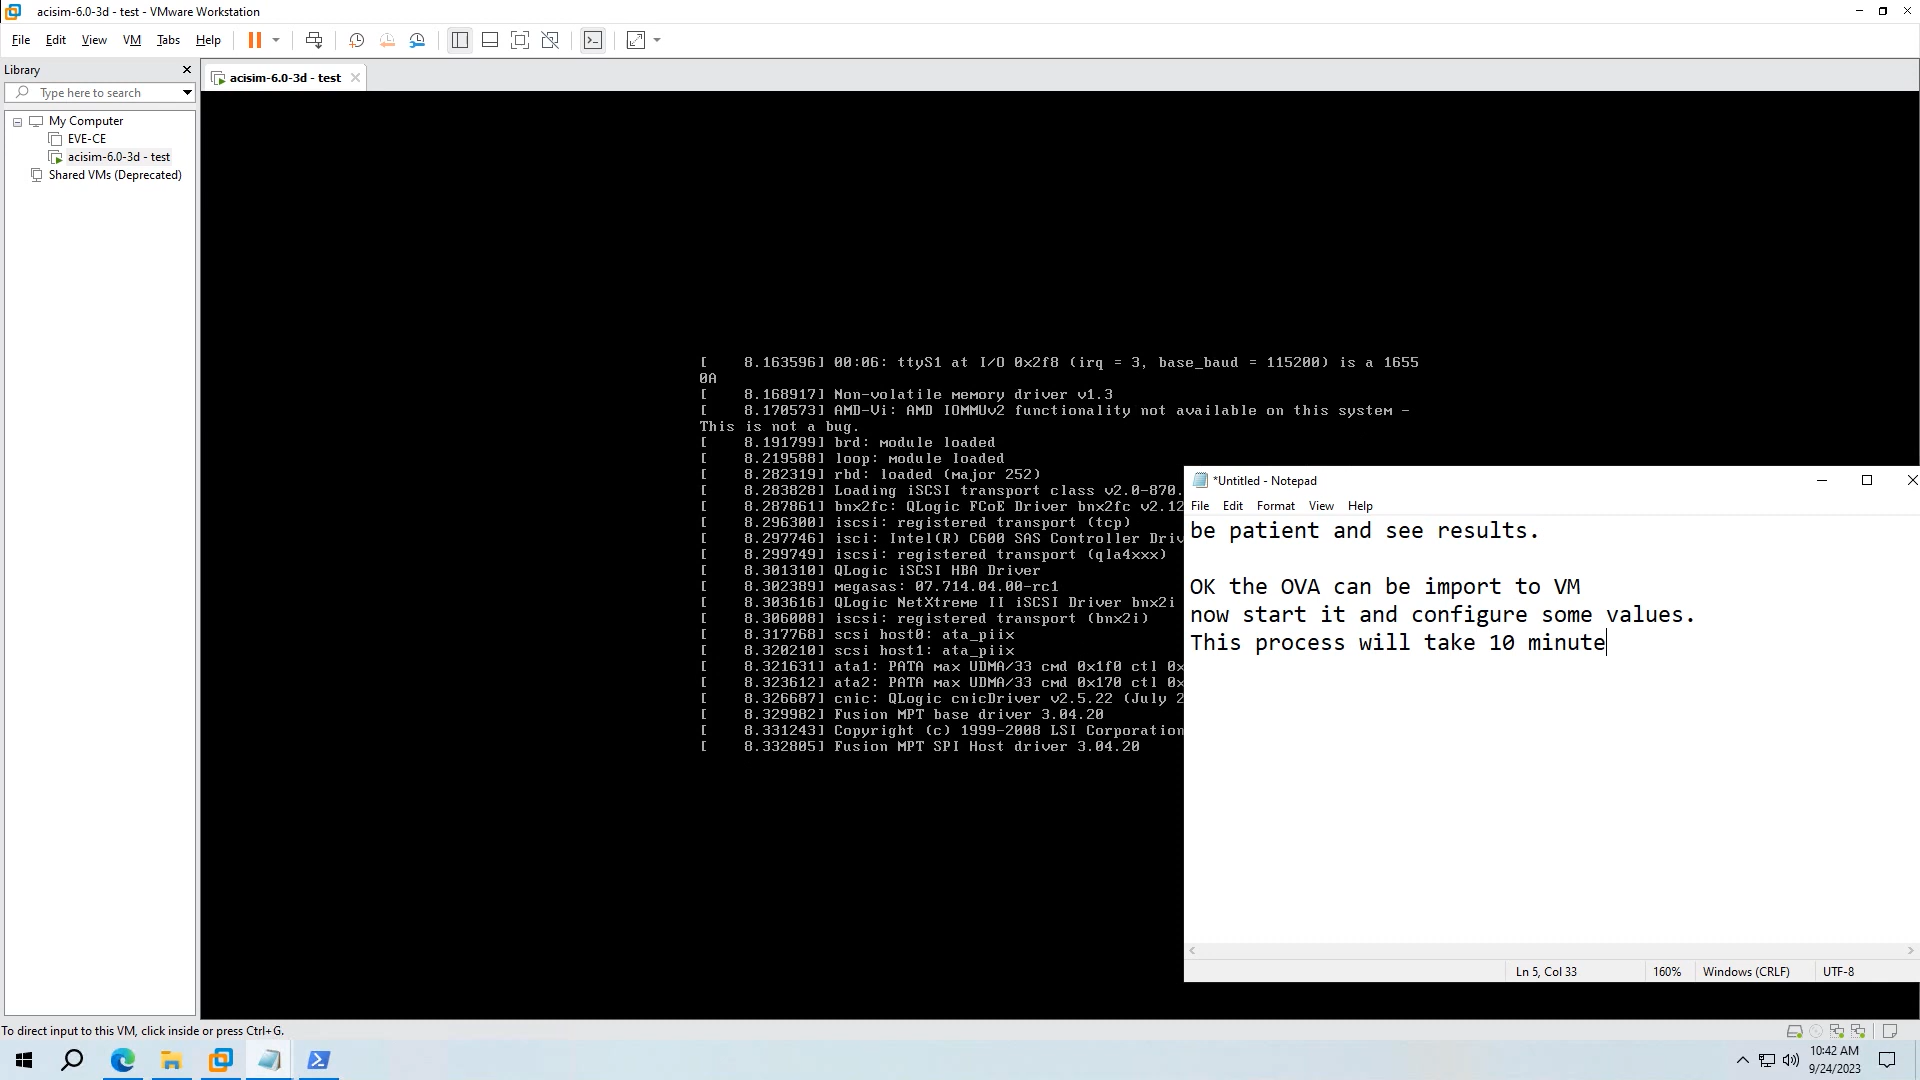 acisim-6.0-3d - test - VMware Workstation
File Edit View VM Tabs Help
Library
Type here to search
My Computer
EVE-CE
acisim-6.0-3d - test
Shared VMs (Deprecated)
acisim-6.0-3d - test
[    8.163596] 00:06: ttyS1 at I/O 0x2f8 (irq = 3, base_baud = 115200) is a 1655
0A
[    8.168917] Non-volatile memory driver v1.3
[    8.170573] AMD-Vi: AMD IOMMUv2 functionality not available on this system -
This is not a bug.
[    8.191799] brd: module loaded
[    8.219588] loop: module loaded
[    8.282319] rbd: loaded (major 252)
[    8.283828] Loading iSCSI transport class v2.0-870.
[    8.287861] bnx2fc: QLogic FCoE Driver bnx2fc v2.12
[    8.296300] iscsi: registered transport (tcp)
[    8.297746] isci: Intel(R) C600 SAS Controller Driv
[    8.299749] iscsi: registered transport (qla4xxx)
[    8.301310] QLogic iSCSI HBA Driver
[    8.302389] megasas: 07.714.04.00-rc1
[    8.303616] QLogic NetXtreme II iSCSI Driver bnx2i
[    8.306008] iscsi: registered transport (bnx2i)
[    8.317768] scsi host0: ata_piix
[    8.320210] scsi host1: ata_piix
[    8.321631] ata1: PATA max UDMA/33 cmd 0x1f0 ctl 0x
[    8.323612] ata2: PATA max UDMA/33 cmd 0x170 ctl 0x
[    8.326687] cnic: QLogic cnicDriver v2.5.22 (July 2
[    8.329982] Fusion MPT base driver 3.04.20
[    8.331243] Copyright (c) 1999-2008 LSI Corporation
[    8.332805] Fusion MPT SPI Host driver 3.04.20
*Untitled - Notepad
File Edit Format View Help
be patient and see results.
OK the OVA can be import to VM
now start it and configure some values.
This process will take 10 minute
Ln 5, Col 33 160% Windows (CRLF) UTF-8
To direct input to this VM, click inside or press Ctrl+G.
10:42 AM
9/24/2023